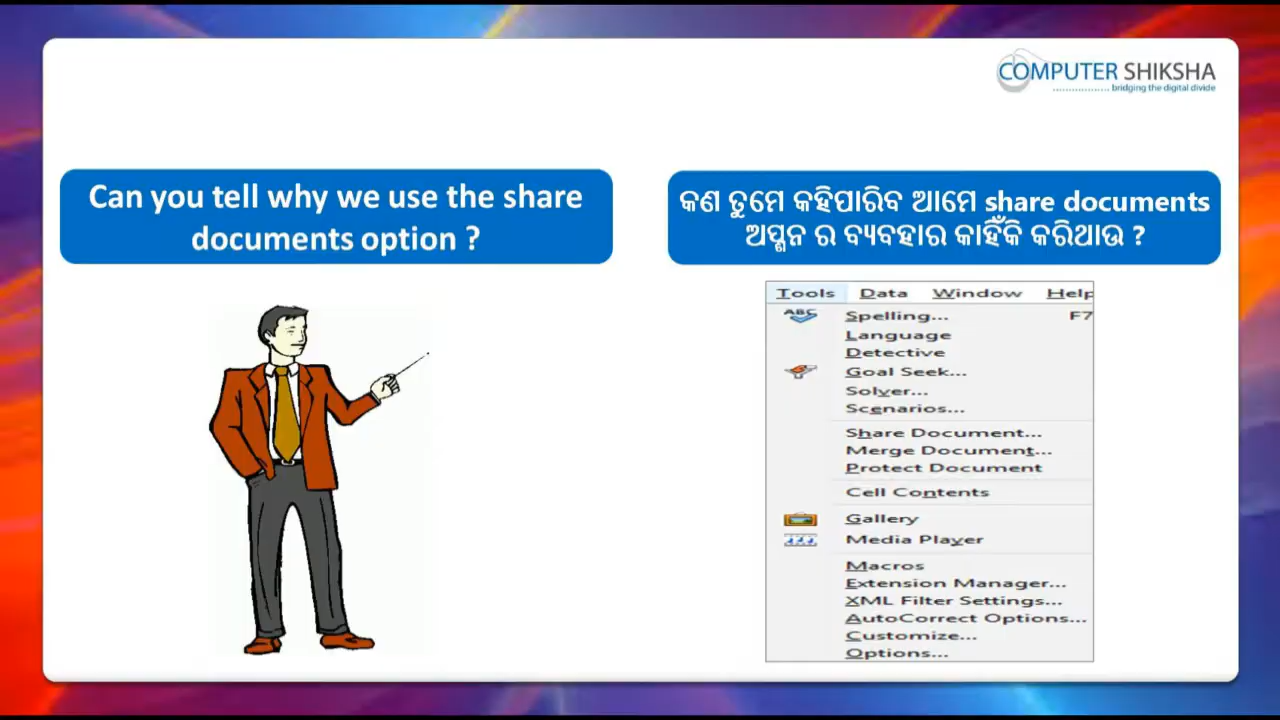 COMPUTER SHIKSHA
bridging the digital divide
Can you tell why we use the share
documents option ?
କଣ ତୁମେ କହିପାରିବ ଆମେ share documents
ଅପ୍ସନ ର ବ୍ୟବହାର କାହିଁକି କରିଥାଉ ?
Tools Data Window Help
ABC Spelling... F7
Language
Detective
Goal Seek...
Solver...
Scenarios...
Share Document...
Merge Document...
Protect Document
Cell Contents
Gallery
Media Player
Macros
Extension Manager...
XML Filter Settings...
AutoCorrect Options...
Customize...
Options...